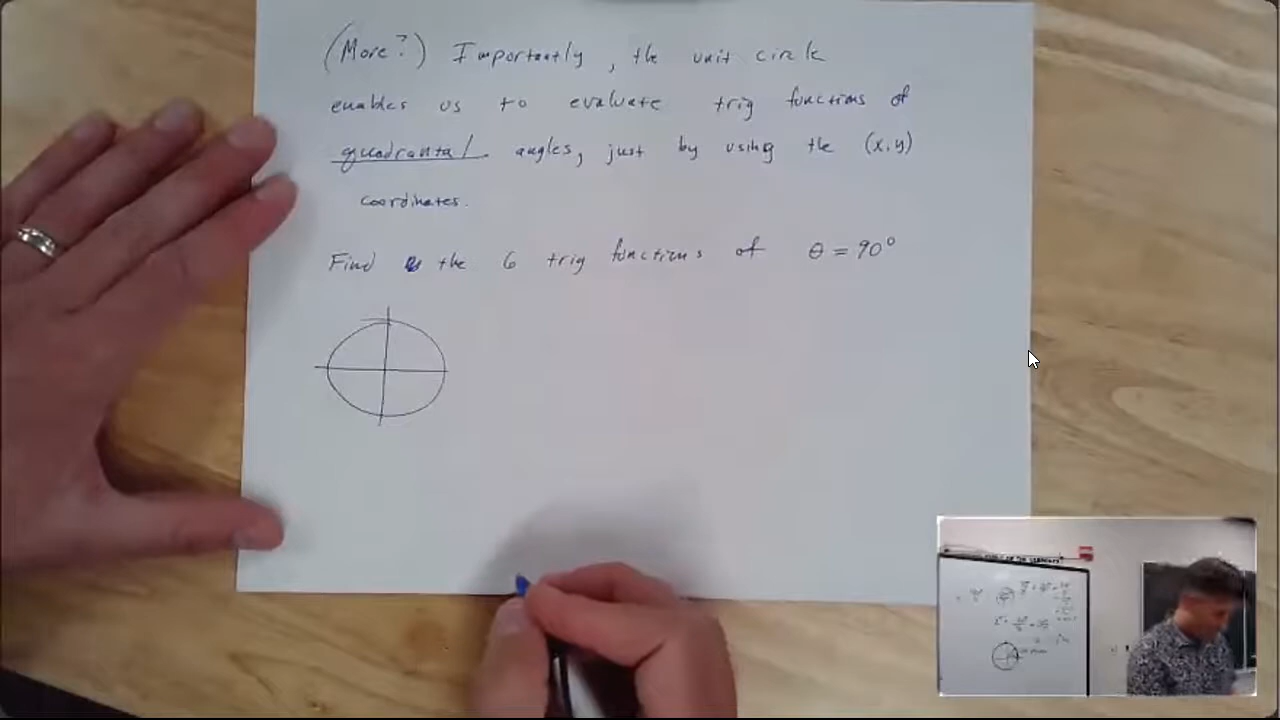 (More?) Importantly, the unit circle
enables us to evaluate trig functions of
quadrantal angles, just by using the (x,y)
coordinates.
Find the 6 trig functions of θ = 90°